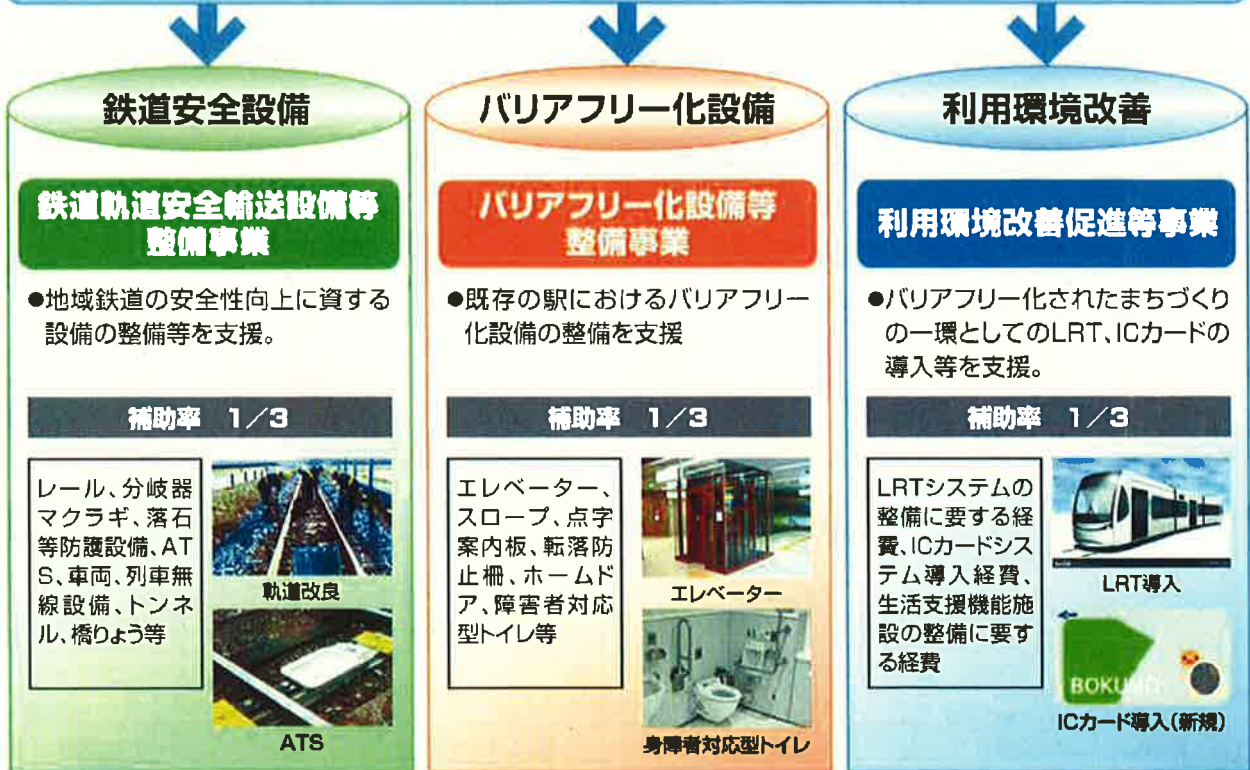 鉄道安全設備
鉄道軌道安全輸送設備等
整備事業
●地域鉄道の安全性向上に資する
設備の整備等を支援。
補助率 1/3
レール、分岐器
マクラギ、落石
等防護設備、AT
S、車両、列車無
線設備、トンネ
ル、橋りょう等
軌道改良
ATS
バリアフリー化設備
バリアフリー化設備等
整備事業
●既存の駅におけるバリアフリー
化設備の整備を支援
補助率 1/3
エレベーター、
スロープ、点字
案内板、転落防
止柵、ホームド
ア、障害者対応
型トイレ等
エレベーター
身障者対応型トイレ
利用環境改善
利用環境改善促進等事業
●バリアフリー化されたまちづくり
の一環としてのLRT、ICカードの
導入等を支援。
補助率 1/3
LRTシステムの
整備に要する経
費、ICカードシス
テム導入経費、
生活支援機能施
設の整備に要す
る経費
LRT導入
ICカード導入(新規)